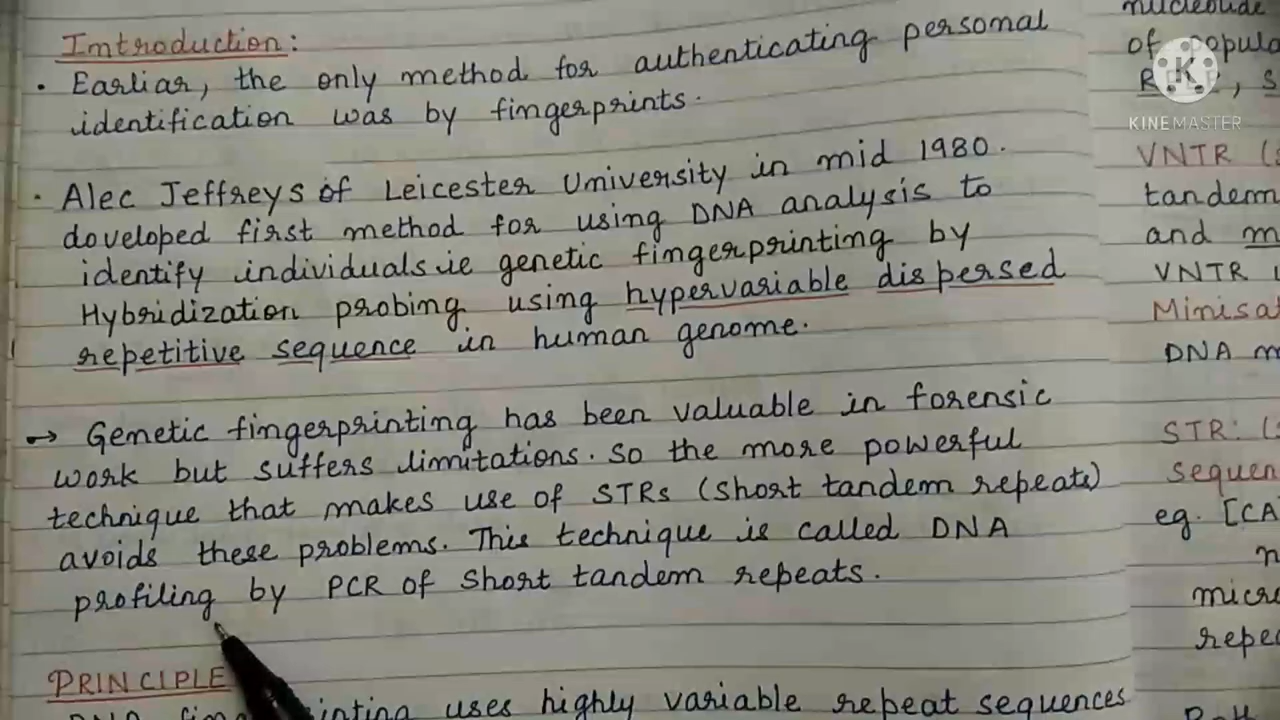 Introduction:
• Earliar, the only method for authenticating personal
identification was by fingerprints.
• Alec Jeffreys of Leicester University in mid 1980.
doveloped first method for using DNA analysis to
identify individuals ie genetic fingerprinting by
Hybridization probing using hypervariable dispersed
repetitive sequence in human genome.
→ Genetic fingerprinting has been valuable in forensic
work but suffers limitations. So the more powerful
technique that makes use of STRs (Short tandem repeats)
avoids these problems. This technique is called DNA
profiling by PCR of Short tandem repeats.
PRINCIPLE
uses highly variable repeat sequences
of
KINEMASTER
VNTR (
tandem
and
VNTR
DNA
STR: (
eg. [CA